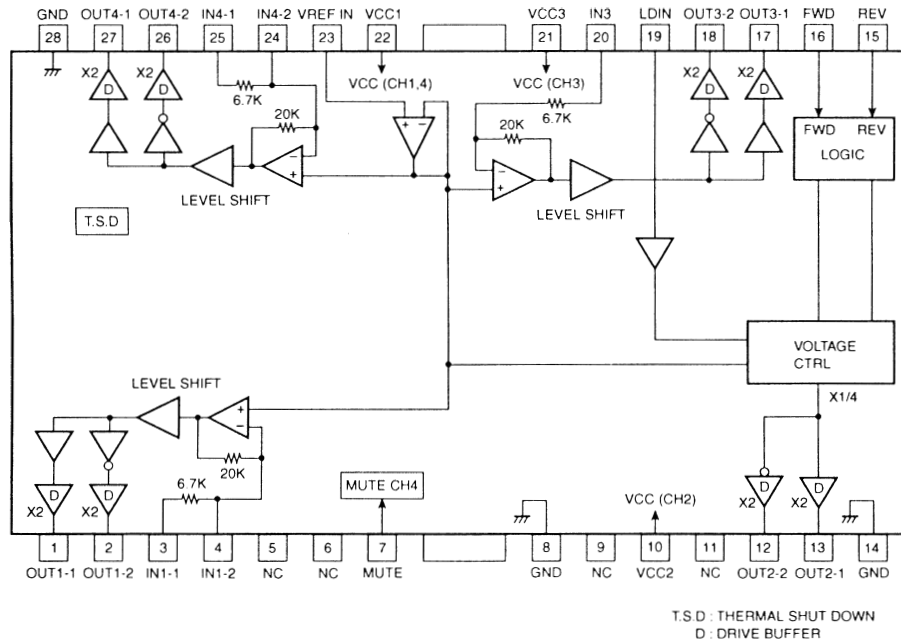 GND OUT4-1 OUT4-2 IN4-1 IN4-2 VREF IN VCC1 VCC3 IN3 LDIN OUT3-2 OUT3-1 FWD REV
28 27 26 25 24 23 22 21 20 19 18 17 16 15
X2 D X2 D 6.7K VCC (CH1,4) VCC (CH3) 6.7K X2 D X2 D
20K + − 20K FWD REV
LOGIC
− +
− +
LEVEL SHIFT LEVEL SHIFT
T.S.D
VOLTAGE
CTRL
LEVEL SHIFT X1/4
+ −
20K
6.7K MUTE CH4 VCC (CH2)
X2 D X2 D X2 D X2 D
1 2 3 4 5 6 7 8 9 10 11 12 13 14
OUT1-1 OUT1-2 IN1-1 IN1-2 NC NC MUTE GND NC VCC2 NC OUT2-2 OUT2-1 GND
T.S.D : THERMAL SHUT DOWN
D : DRIVE BUFFER